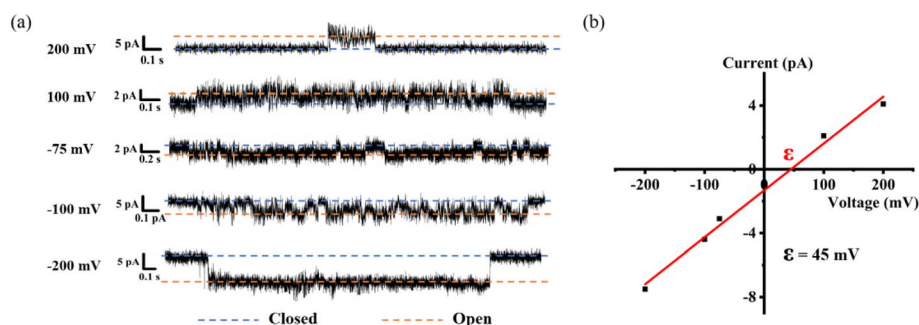 (a)
200 mV
5 pA
0.1 s
100 mV
2 pA
0.1 s
-75 mV
2 pA
0.2 s
-100 mV
5 pA
0.1 pA
-200 mV
5 pA
0.1 s
Closed
Open
(b)
Current (pA)
4
ε
0
-200
-100
0
100
200
Voltage (mV)
-4
ε = 45 mV
-8